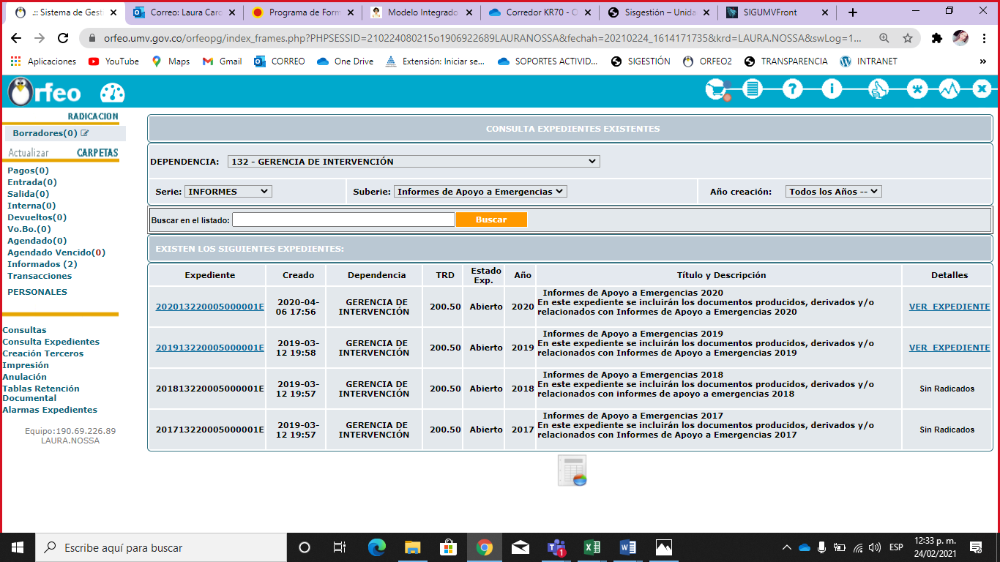 .:: Sistema de Gesti
Correo: Laura Carc
Programa de Form
Modelo Integrado
Corredor KR70 - O
Sisgestión – Unida
SIGUMVFront
orfeo.umv.gov.co/orfeopg/index_frames.php?PHPSESSID=210224080215o1906922689LAURANOSSA&fechah=20210224_1614171735&krd=LAURA.NOSSA&swLog=1...
Aplicaciones
YouTube
Maps
Gmail
CORREO
One Drive
Extensión: Iniciar se...
SOPORTES ACTIVID...
SIGESTIÓN
ORFEO2
TRANSPARENCIA
INTRANET
»
rfeo
RADICACION
Borradores(0)
Actualizar CARPETAS
Pagos(0)
Entrada(0)
Salida(0)
Interna(0)
Devueltos(0)
Vo.Bo.(0)
Agendado(0)
Agendado Vencido(0)
Informados (2)
Transacciones
PERSONALES
Consultas
Consulta Expedientes
Creación Terceros
Impresión
Anulación
Tablas Retención
Documental
Alarmas Expedientes
Equipo:190.69.226.89
LAURA.NOSSA
CONSULTA EXPEDIENTES EXISTENTES
DEPENDENCIA: 132 - GERENCIA DE INTERVENCIÓN
Serie: INFORMES Suberie: Informes de Apoyo a Emergencias Año creación: Todos los Años --
Buscar en el listado: Buscar
EXISTEN LOS SIGUIENTES EXPEDIENTES:
Expediente Creado Dependencia TRD Estado Exp. Año Título y Descripción Detalles
202013220005000001E 2020-04-06 17:56 GERENCIA DE INTERVENCIÓN 200.50 Abierto 2020 Informes de Apoyo a Emergencias 2020
En este expediente se incluirán los documentos producidos, derivados y/o
relacionados con Informes de Apoyo a Emergencias 2020 VER EXPEDIENTE
201913220005000001E 2019-03-12 19:58 GERENCIA DE INTERVENCIÓN 200.50 Abierto 2019 Informes de Apoyo a Emergencias 2019
En este expediente se incluirán los documentos producidos, derivados y/o
relacionados con Informes de Apoyo a Emergencias 2019 VER EXPEDIENTE
201813220005000001E 2019-03-12 19:57 GERENCIA DE INTERVENCIÓN 200.50 Abierto 2018 Informes de Apoyo a Emergencias 2018
En este expediente se incluirán los documentos producidos, derivados y/o
relacionados con informes de apoyo a emergencias 2018 Sin Radicados
201713220005000001E 2019-03-12 19:57 GERENCIA DE INTERVENCIÓN 200.50 Abierto 2017 Informes de Apoyo a Emergencias 2017
En este expediente se incluirán los documentos producidos, derivados y/o
relacionados con Informes de Apoyo a Emergencias 2017 Sin Radicados
Escribe aquí para buscar
1
ESP
12:33 p. m.
24/02/2021